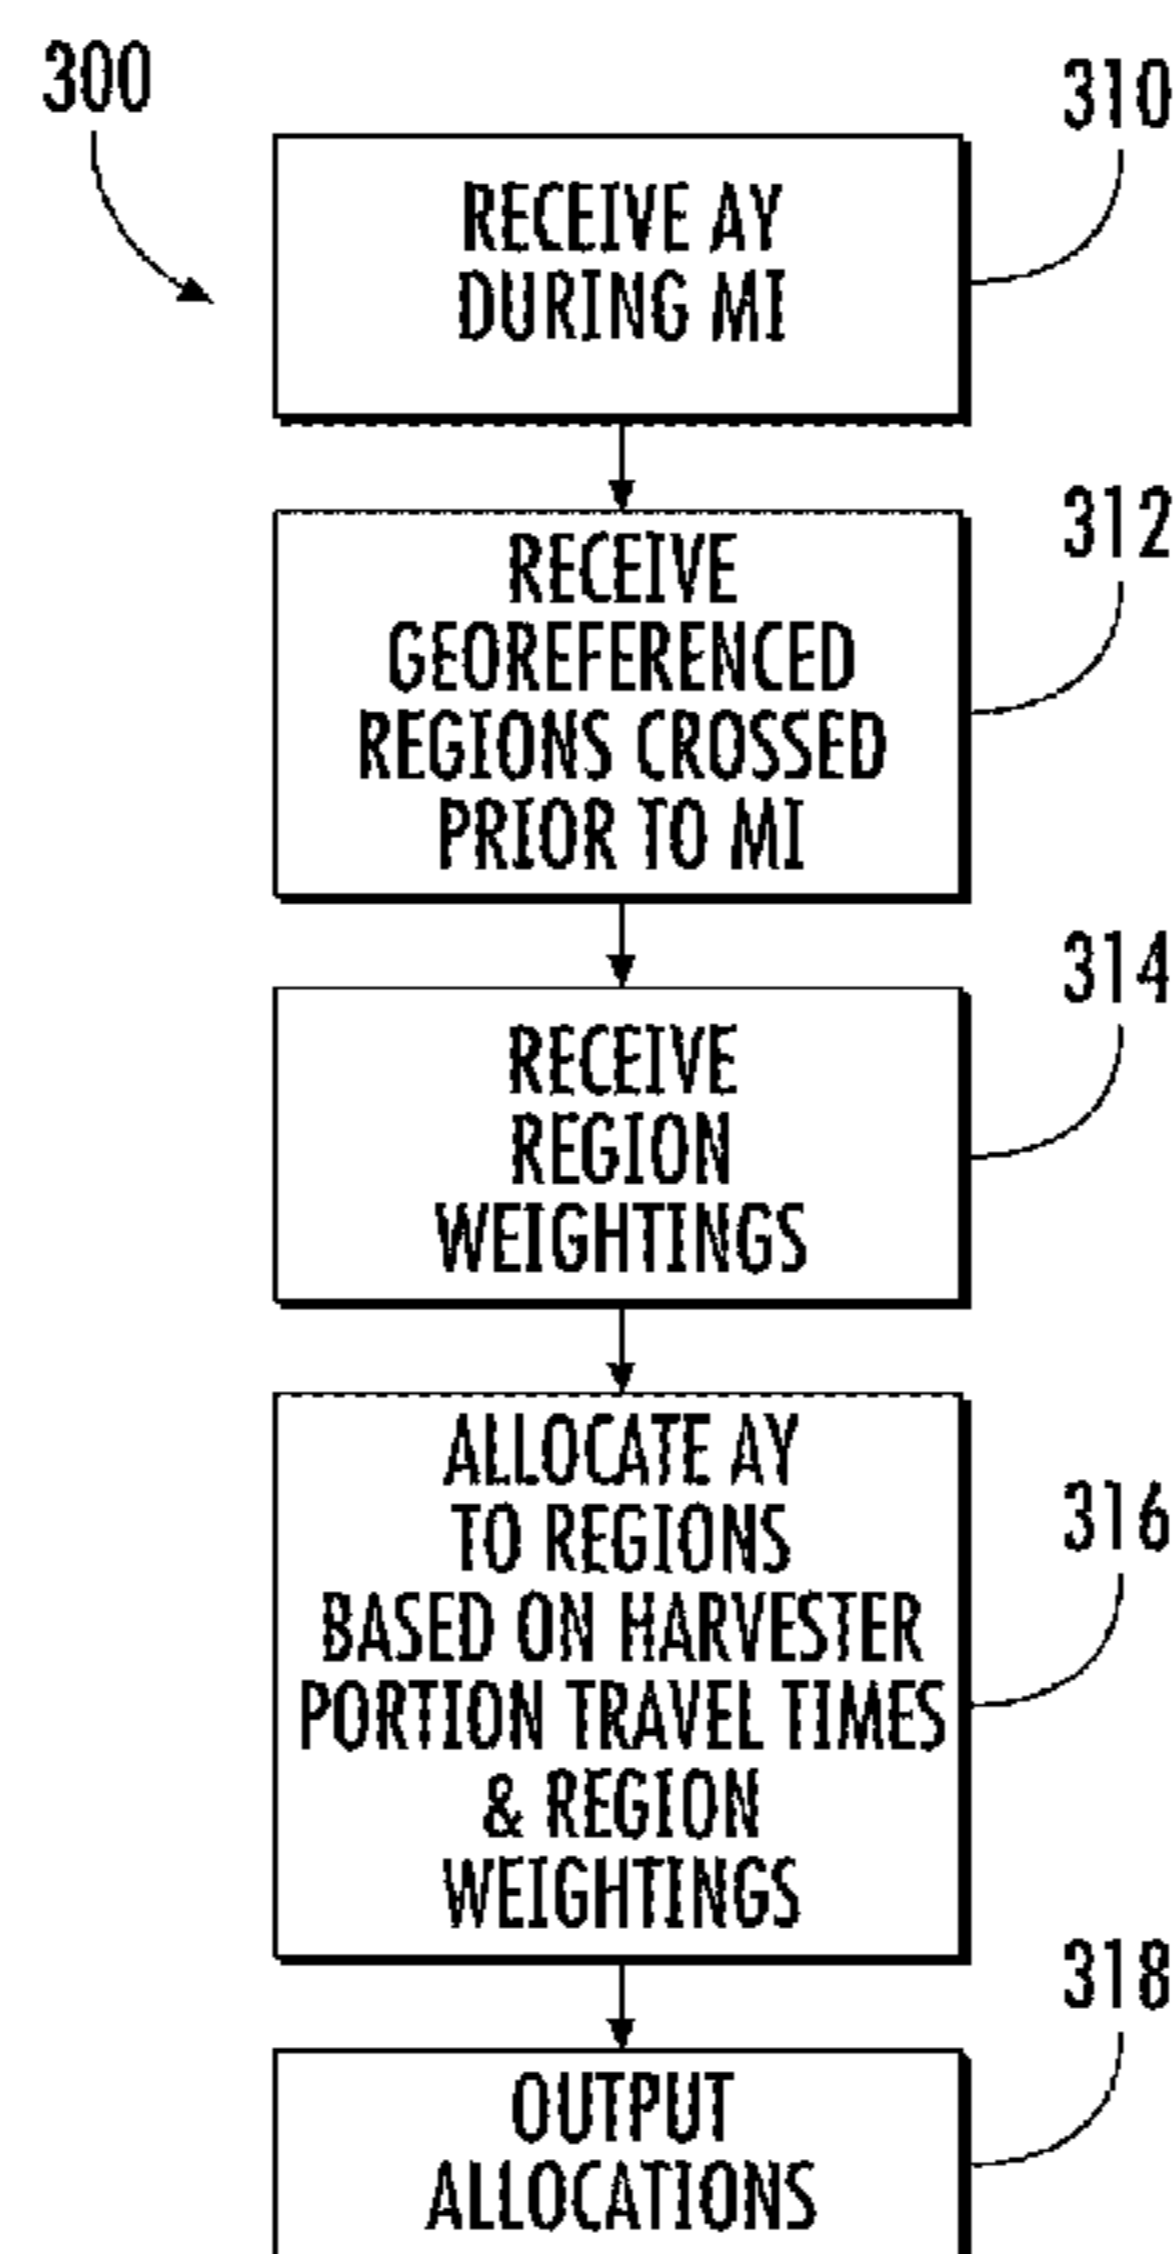 300
310
RECEIVE AY
DURING MI
312
RECEIVE
GEOREFERENCED
REGIONS CROSSED
PRIOR TO MI
314
RECEIVE
REGION
WEIGHTINGS
316
ALLOCATE AY
TO REGIONS
BASED ON HARVESTER
PORTION TRAVEL TIMES
& REGION
WEIGHTINGS
318
OUTPUT
ALLOCATIONS